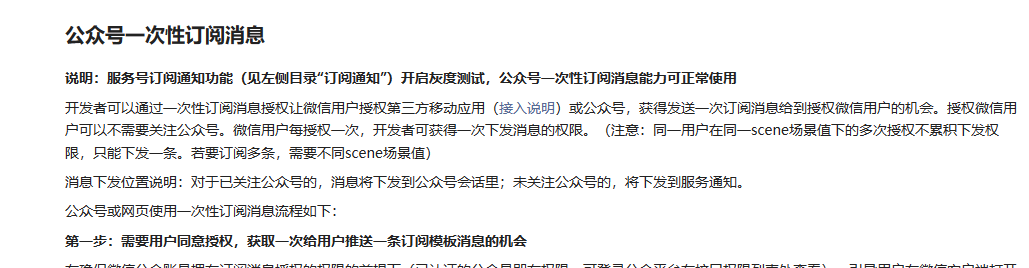 公众号一次性订阅消息
说明：服务号订阅通知功能（见左侧目录“订阅通知”）开启灰度测试，公众号一次性订阅消息能力可正常使用
开发者可以通过一次性订阅消息授权让微信用户授权第三方移动应用（接入说明）或公众号，获得发送一次订阅消息给到授权微信用户的机会。授权微信用
户可以不需要关注公众号。微信用户每授权一次，开发者可获得一次下发消息的权限。（注意：同一用户在同一scene场景值下的多次授权不累积下发权
限，只能下发一条。若要订阅多条，需要不同scene场景值）
消息下发位置说明：对于已关注公众号的，消息将下发到公众号会话里；未关注公众号的，将下发到服务通知。
公众号或网页使用一次性订阅消息流程如下：
第一步：需要用户同意授权，获取一次给用户推送一条订阅模板消息的机会